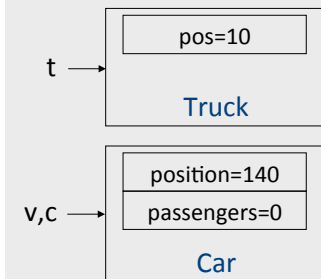 pos=10
t
Truck
position=140
passengers=0
v,c
Car